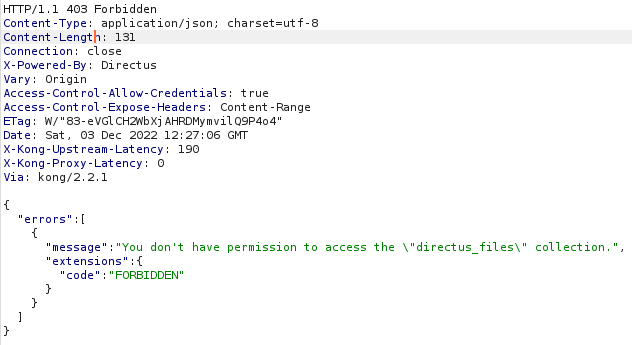 HTTP/1.1 403 Forbidden
Content-Type: application/json; charset=utf-8
Content-Length: 131
Connection: close
X-Powered-By: Directus
Vary: Origin
Access-Control-Allow-Credentials: true
Access-Control-Expose-Headers: Content-Range
ETag: W/"83-eVGlCH2WbXjAHRDMymvilQ9P4o4"
Date: Sat, 03 Dec 2022 12:27:06 GMT
X-Kong-Upstream-Latency: 190
X-Kong-Proxy-Latency: 0
Via: kong/2.2.1
{
"errors":[
{
"message":"You don't have permission to access the \"directus_files\" collection.",
"extensions":{
"code":"FORBIDDEN"
}
}
]
}